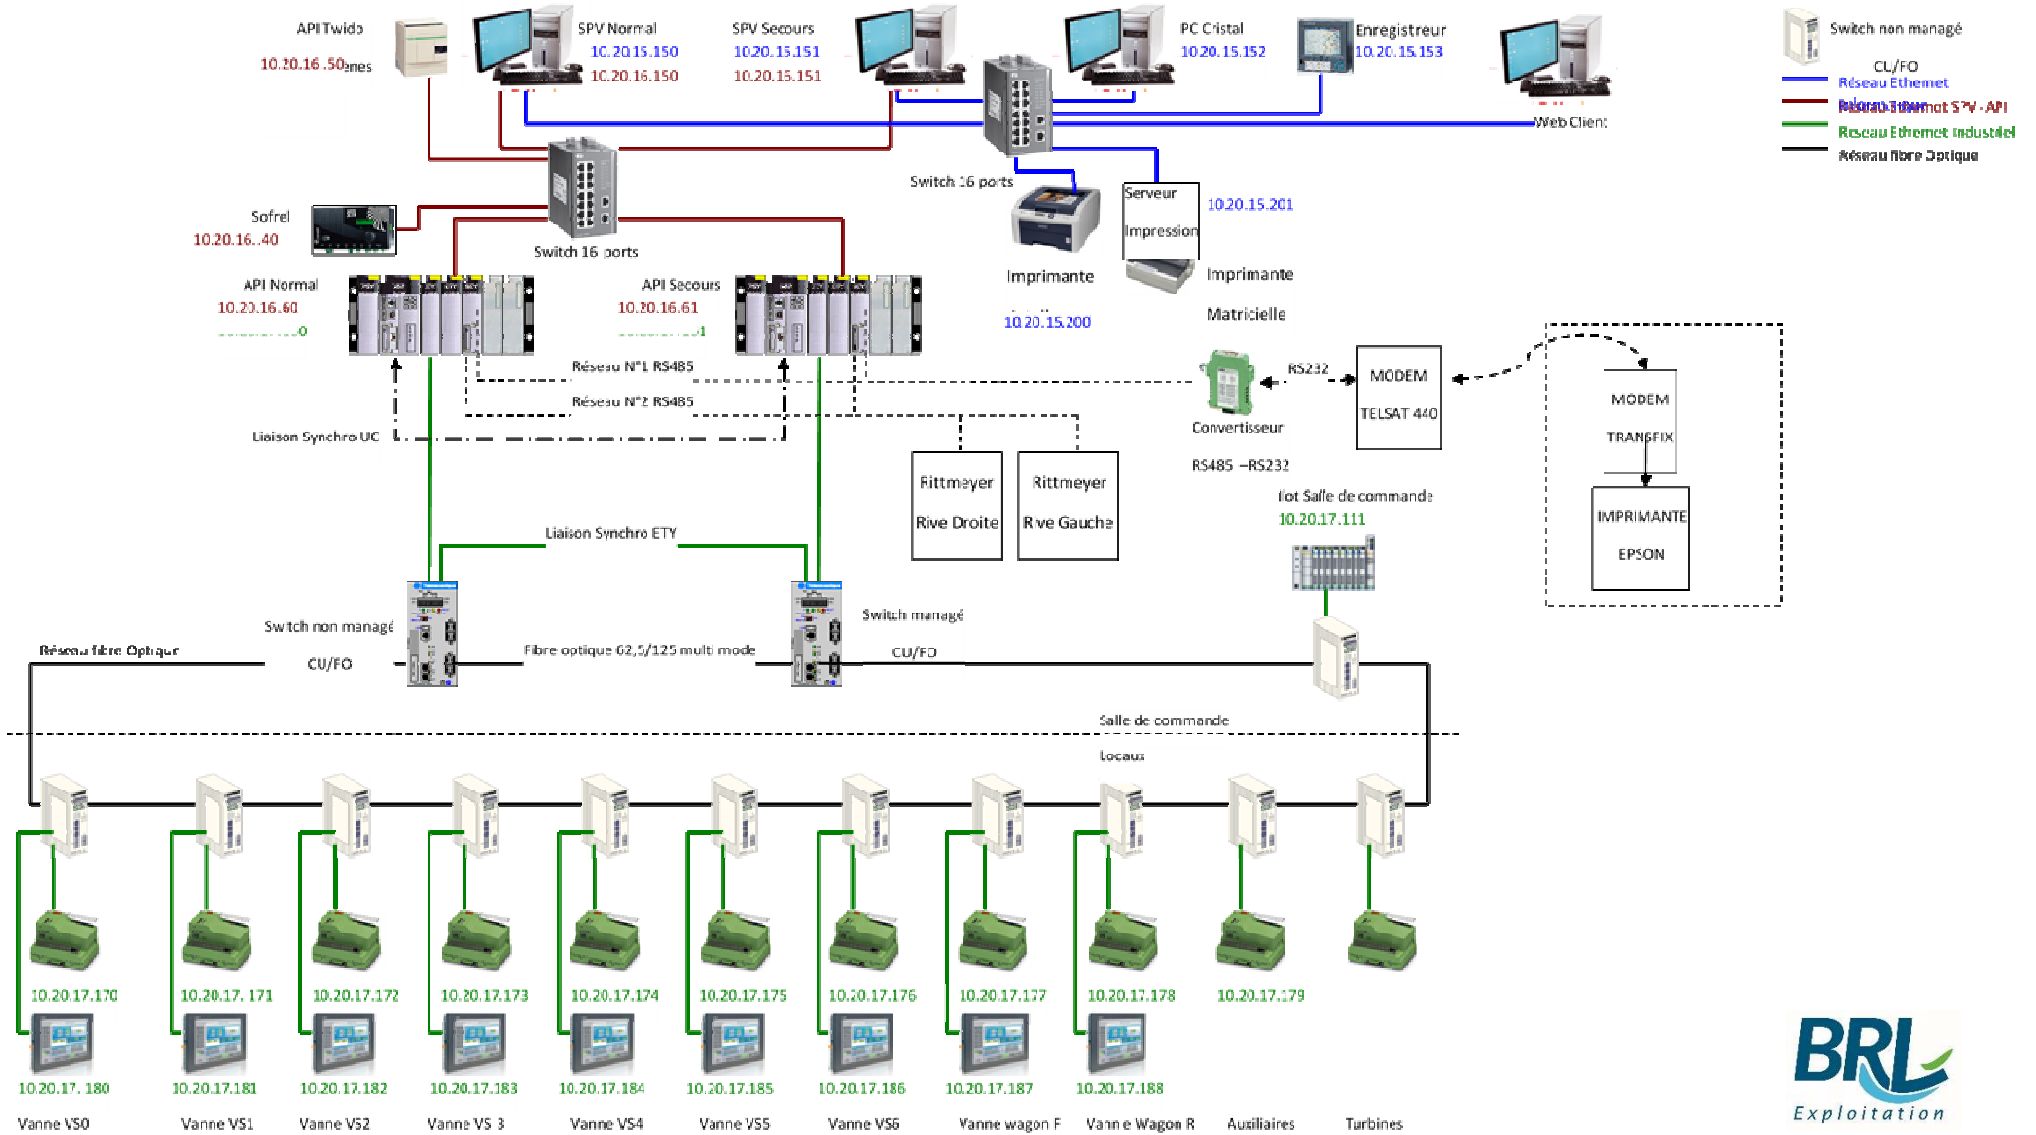 API Twido
10.20.16.50
enes
SPV Normal
10.20.15.150
10.20.16.150
SPV Secours
10.20.15.151
10.20.15.151
PC Cristal
10.20.15.152
Enregistreur
10.20.15.153
Web Client
Switch non managé
CU/FO
Réseau Ethernet
Réseau Ethernet SPV - API
Réseau Ethernet Industriel
Réseau fibre Optique
Switch 16 ports
Switch 16 ports
Sofrel
10.20.16..40
Serveur
Impression
10.20.15.201
Imprimante
10.20.15.200
Imprimante
Matricielle
API Normal
10.20.16.60
API Secours
10.20.16.61
Réseau N°1 RS485
Réseau N°2 RS485
Liaison Synchro UC
Convertisseur
RS485 –RS232
RS232
MODEM
TELSAT 440
MODEM
TRANSFIX
IMPRIMANTE
EPSON
Rittmeyer
Rive Droite
Rittmeyer
Rive Gauche
Ilot Salle de commande
10.20.17.111
Liaison Synchro ETY
Switch non managé
CU/FO
Switch managé
CU/FO
Réseau fibre Optique
Fibre optique 62,5/125 multi mode
Salle de commande
Locaux
10.20.17.170
10.20.17.171
10.20.17.172
10.20.17.173
10.20.17.174
10.20.17.175
10.20.17.176
10.20.17.177
10.20.17.178
10.20.17.179
10.20.17.180
10.20.17.181
10.20.17.182
10.20.17.183
10.20.17.184
10.20.17.185
10.20.17.186
10.20.17.187
10.20.17.188
Vanne VS0
Vanne VS1
Vanne VS2
Vanne VS 3
Vanne VS4
Vanne VS5
Vanne VS6
Vanne wagon F
Vanne Wagon R
Auxiliaires
Turbines
BRL
Exploitation